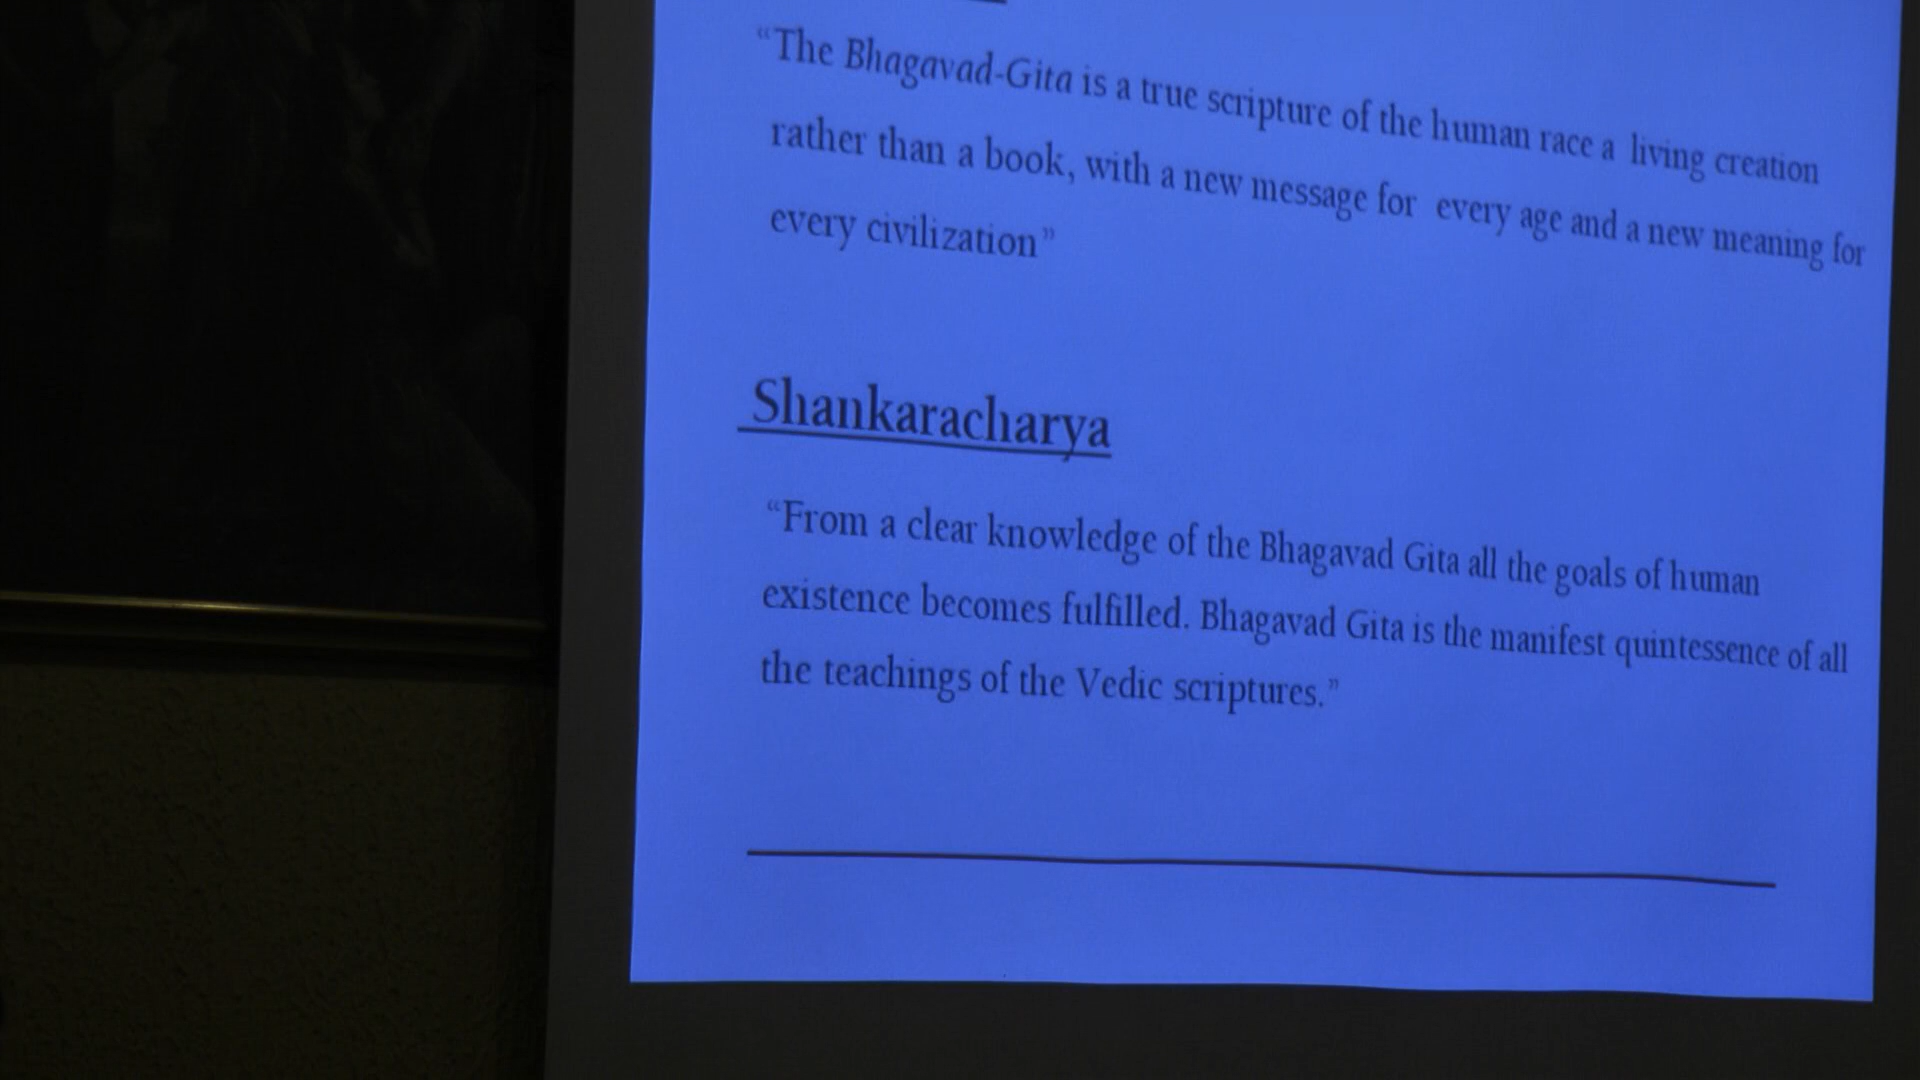 “The Bhagavad-Gita is a true scripture of the human race a living creation
rather than a book, with a new message for every age and a new meaning for
every civilization”
Shankaracharya
“From a clear knowledge of the Bhagavad Gita all the goals of human
existence becomes fulfilled. Bhagavad Gita is the manifest quintessence of all
the teachings of the Vedic scriptures.”